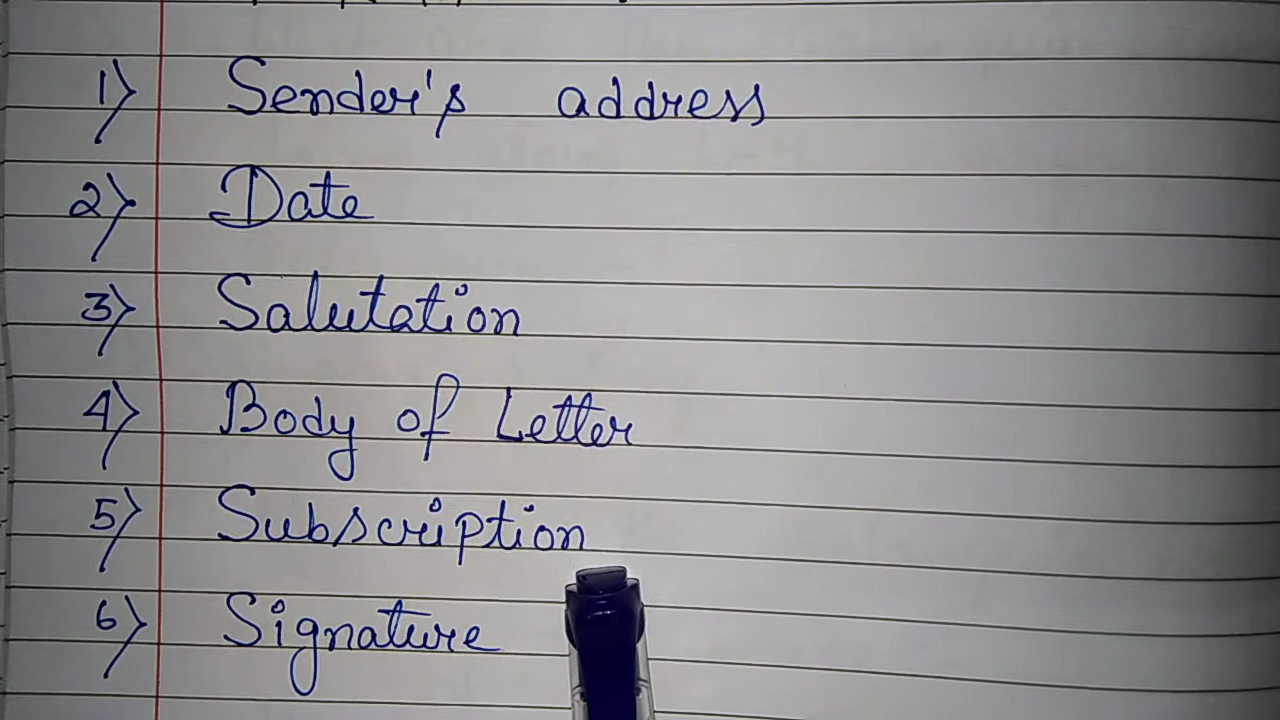 1) Sender's address
2) Date
3) Salutation
4) Body of Letter
5) Subscription
6) Signature